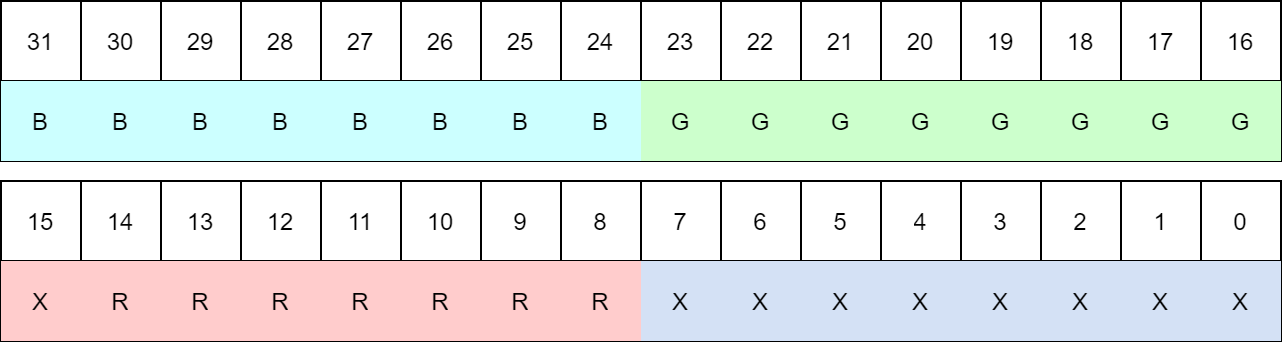 31 30 29 28 27 26 25 24 23 22 21 20 19 18 17 16
B B B B B B B B G G G G G G G G
15 14 13 12 11 10 9 8 7 6 5 4 3 2 1 0
X R R R R R R R X X X X X X X X